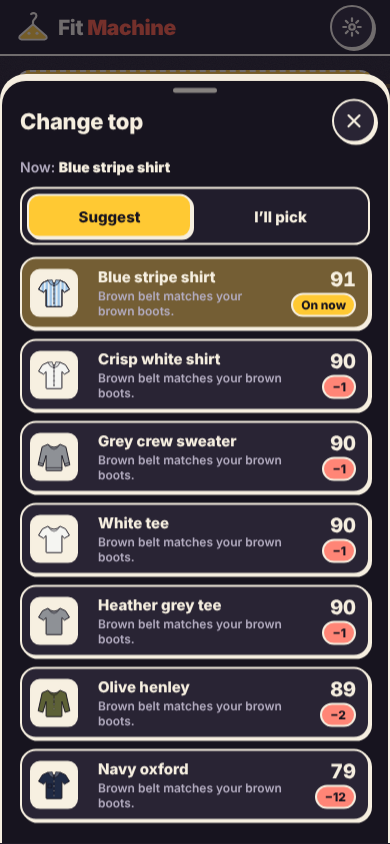 Fit Machine
Change top
Now: Blue stripe shirt
Suggest
I'll pick
Blue stripe shirt
91
Brown belt matches your
brown boots.
On now
Crisp white shirt
90
Brown belt matches your brown
boots.
−1
Grey crew sweater
90
Brown belt matches your brown
boots.
−1
White tee
90
Brown belt matches your brown
boots.
−1
Heather grey tee
90
Brown belt matches your brown
boots.
−1
Olive henley
89
Brown belt matches your brown
boots.
−2
Navy oxford
79
Brown belt matches your brown
boots.
−12